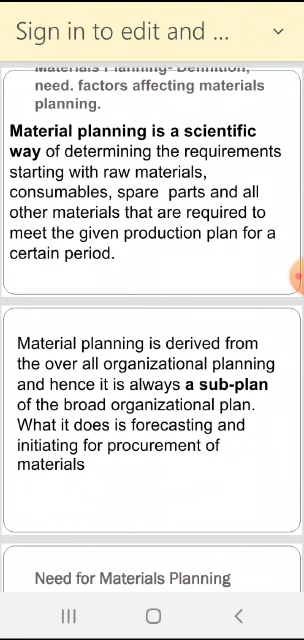 Sign in to edit and ...
Materials Planning- Definition,
need. factors affecting materials
planning.
Material planning is a scientific
way of determining the requirements
starting with raw materials,
consumables, spare parts and all
other materials that are required to
meet the given production plan for a
certain period.
Material planning is derived from
the over all organizational planning
and hence it is always a sub-plan
of the broad organizational plan.
What it does is forecasting and
initiating for procurement of
materials
Need for Materials Planning